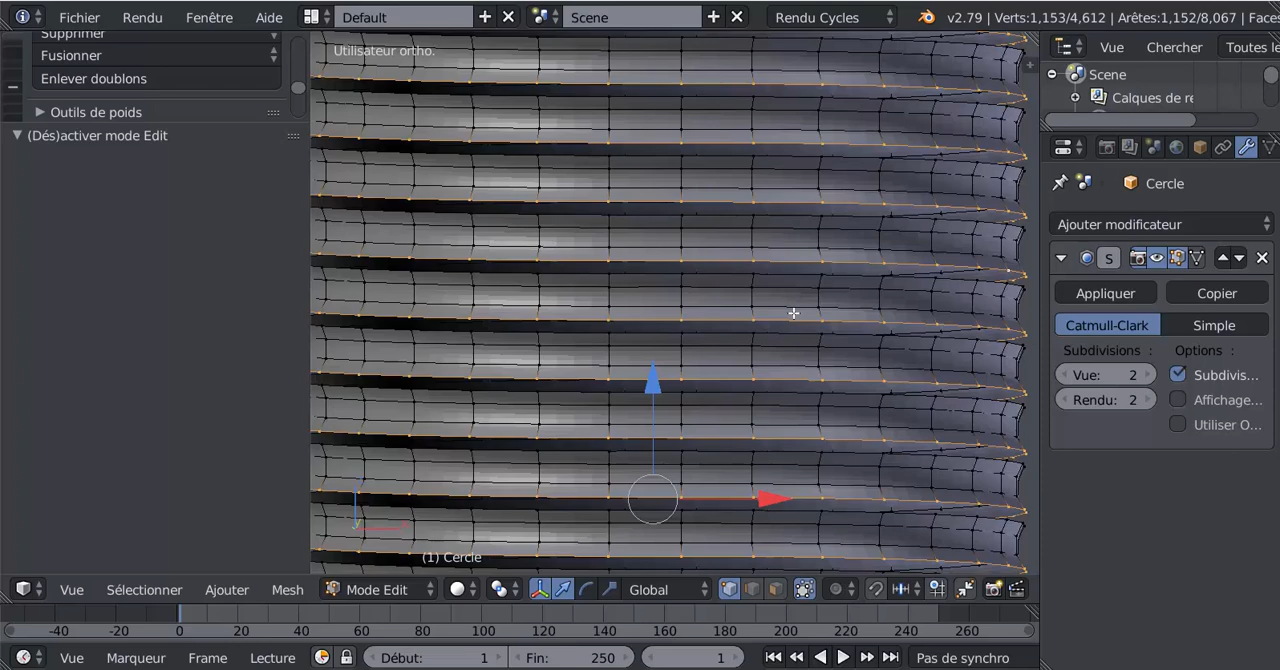 Fichier Rendu Fenêtre Aide Default Scene Rendu Cycles v2.79 | Verts:1,153/4,612 | Arêtes:1,152/8,067 | Faces
Supprimer
Fusionner
Enlever doublons
Outils de poids
(Dés)activer mode Edit
Utilisateur ortho.
(1) Cercle
Vue Chercher Toutes le
Scene
Calques de re
Cercle
Ajouter modificateur
S
Appliquer Copier
Catmull-Clark Simple
Subdivisions : Options :
Vue: 2 Subdivis...
Rendu: 2 Affichage...
Utiliser O...
Vue Sélectionner Ajouter Mesh Mode Edit Global
-40 -20 0 20 40 60 80 100 120 140 160 180 200 220 240 260
Vue Marqueur Frame Lecture Début: 1 Fin: 250 1 Pas de synchro